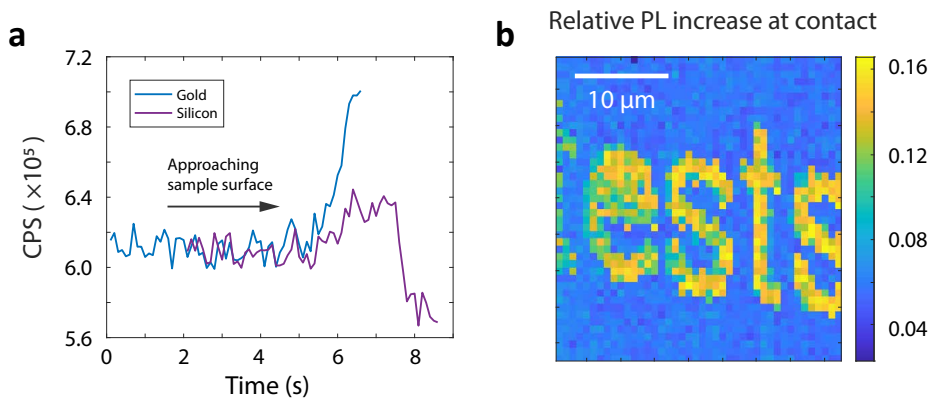 a
7.2
6.8
6.4
6.0
5.6
CPS ( ×10⁵)
Gold
Silicon
Approaching
sample surface
0
2
4
6
8
Time (s)
b
Relative PL increase at contact
10 μm
ests
0.16
0.12
0.08
0.04